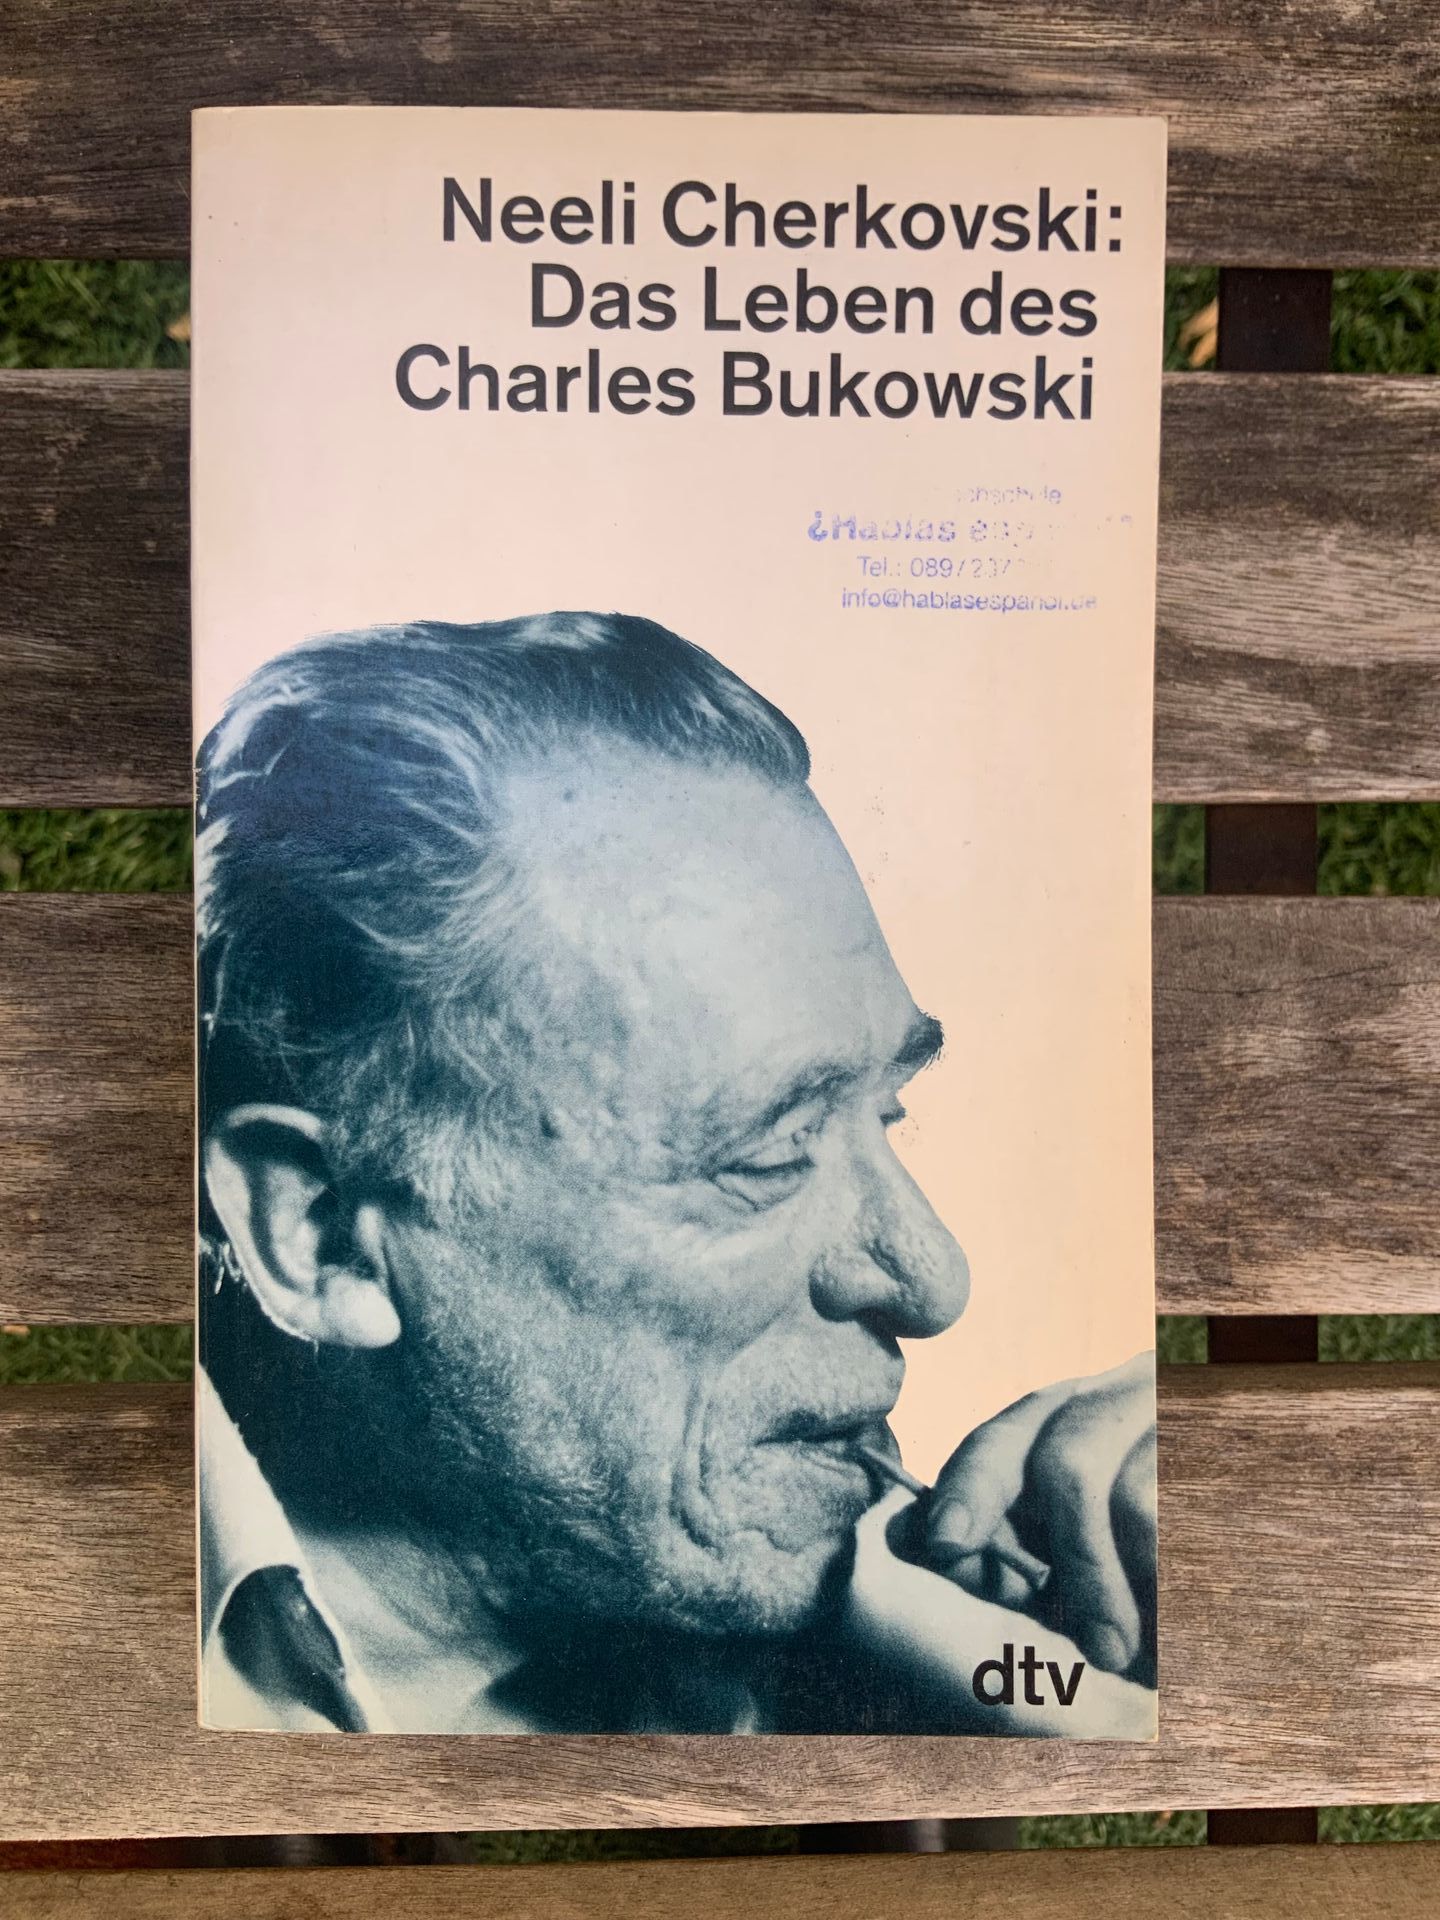 Neeli Cherkovski:
Das Leben des
Charles Bukowski
¿Hablas
Tel.: 089/237
info@hablasespanol.de
dtv